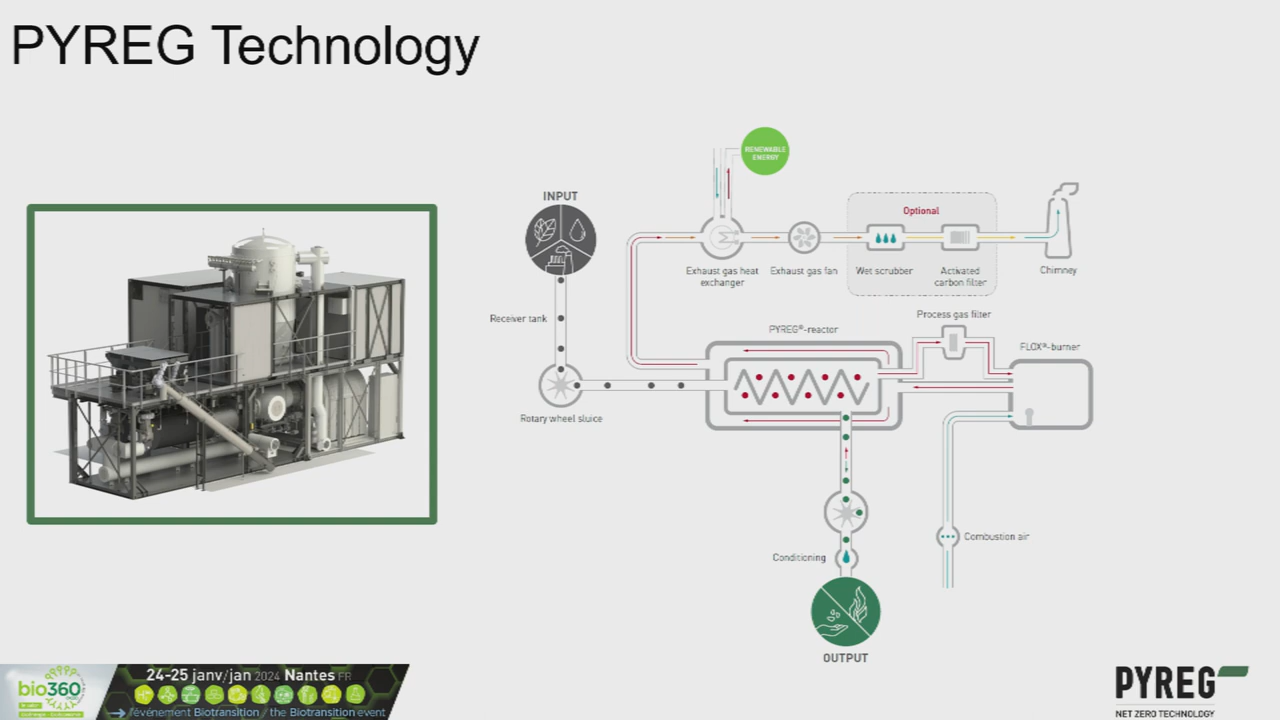 PYREG Technology
RENEWABLE
ENERGY
INPUT
Optional
Exhaust gas heat
exchanger
Exhaust gas fan
Wet scrubber
Activated
carbon filter
Chimney
Receiver tank
Process gas filter
PYREG®-reactor
FLOX®-burner
Rotary wheel sluice
Combustion air
Conditioning
OUTPUT
bio360
24-25 janv/jan 2024 Nantes FR
l'événement Biotransition / the Biotransition event
PYREG
NET ZERO TECHNOLOGY